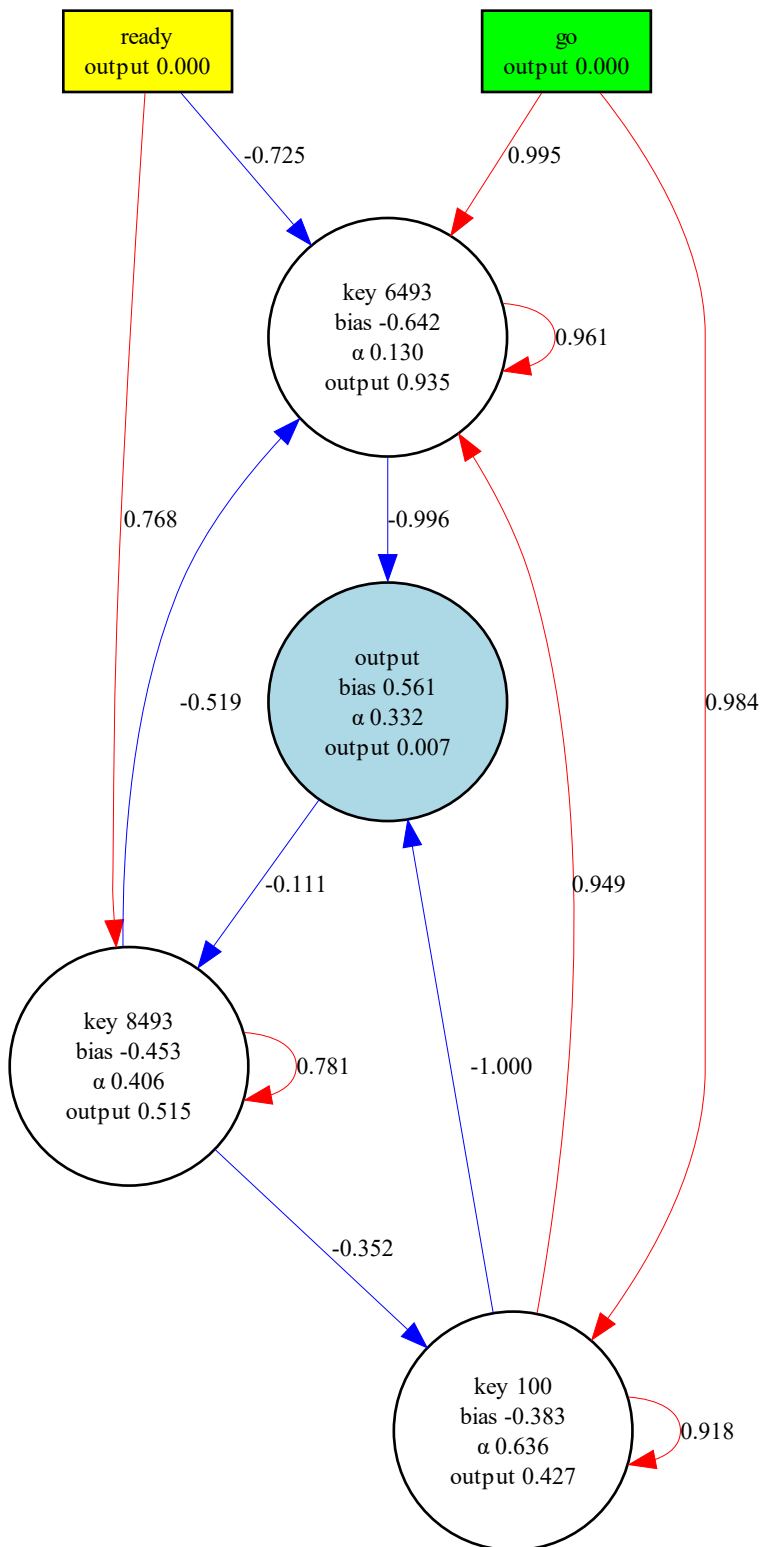 ready
output 0.000
go
output 0.000
-0.725
0.995
key 6493
bias -0.642
α 0.130
output 0.935
0.961
0.768
-0.996
output
bias 0.561
α 0.332
output 0.007
-0.519
0.984
-0.111
0.949
key 8493
bias -0.453
α 0.406
output 0.515
0.781
-1.000
-0.352
key 100
bias -0.383
α 0.636
output 0.427
0.918